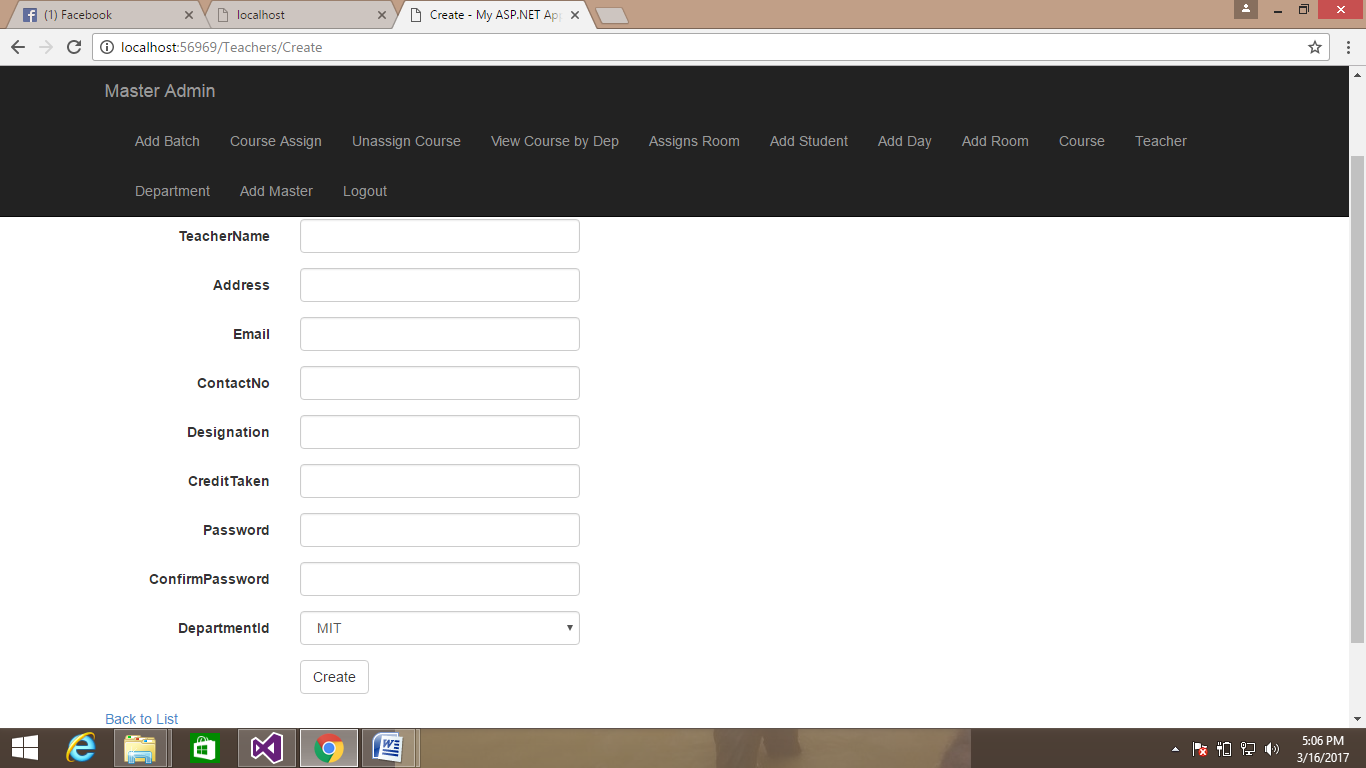 (1) Facebook
localhost
Create - My ASP.NET Ap
localhost:56969/Teachers/Create
Master Admin
Add Batch Course Assign Unassign Course View Course by Dep Assigns Room Add Student Add Day Add Room Course Teacher
Department Add Master Logout
TeacherName
Address
Email
ContactNo
Designation
CreditTaken
Password
ConfirmPassword
DepartmentId MIT
Create
Back to List
5:06 PM
3/16/2017